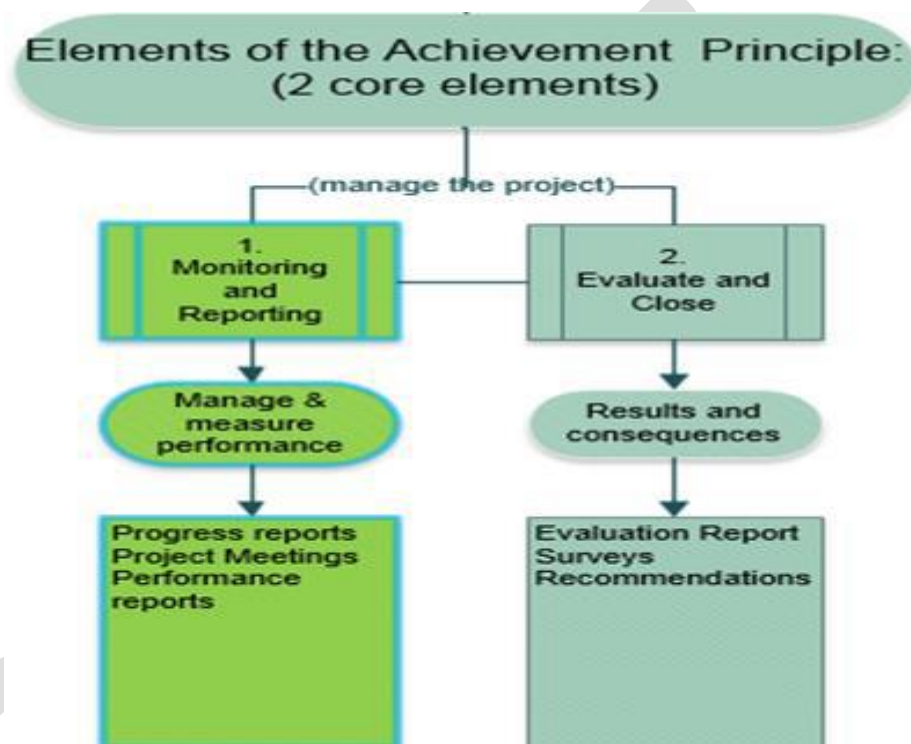 Elements of the Achievement Principle:
(2 core elements)
(manage the project)
1.
Monitoring
and
Reporting
2.
Evaluate and
Close
Manage &
measure
performance
Results and
consequences
Progress reports
Project Meetings
Performance
reports
Evaluation Report
Surveys
Recommendations